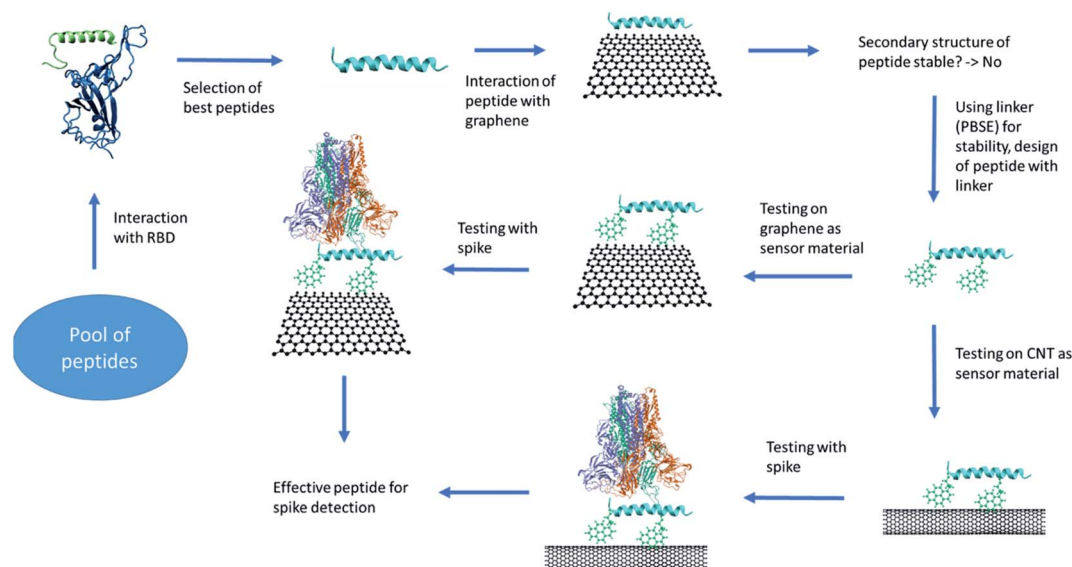 Selection of
best peptides
Interaction of
peptide with
graphene
Secondary structure of
peptide stable? -> No
Using linker
(PBSE) for
stability, design
of peptide with
linker
Interaction
with RBD
Testing with
spike
Testing on
graphene as
sensor material
Pool of
peptides
Testing on CNT as
sensor material
Testing with
spike
Effective peptide for
spike detection